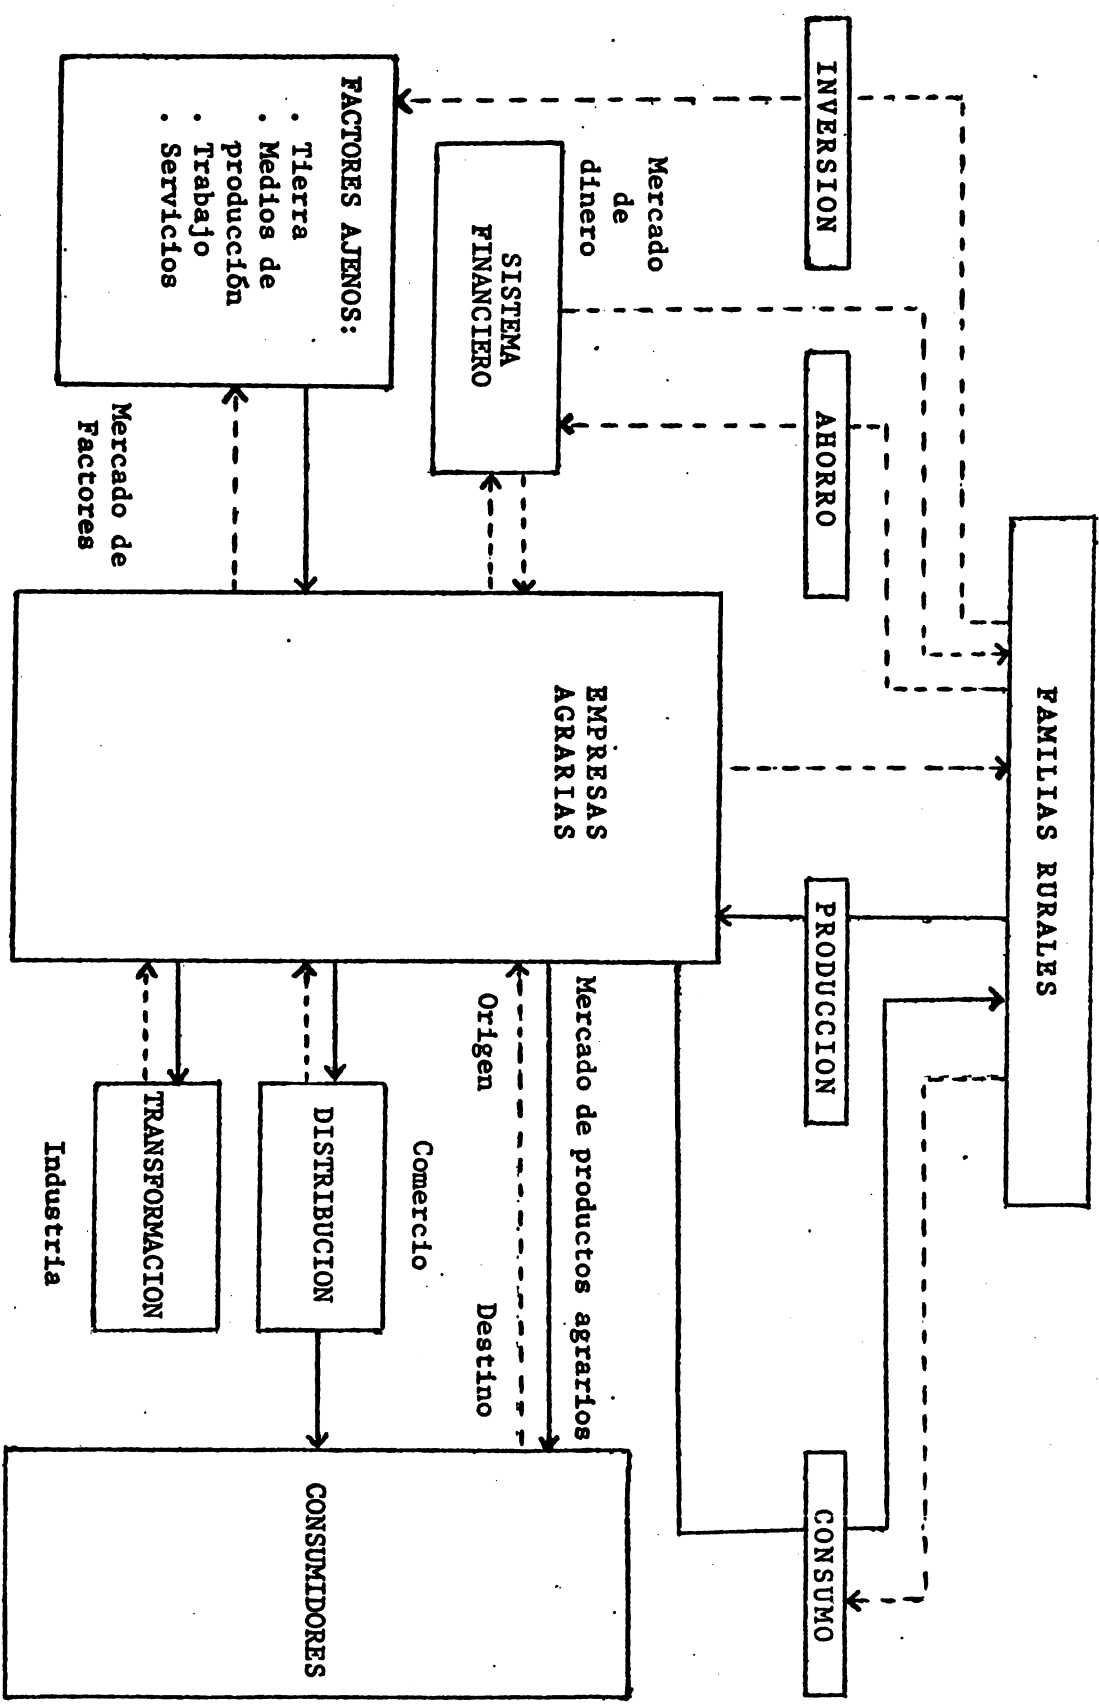 FAMILIAS RURALES
INVERSION
AHORRO
PRODUCCION
CONSUMO
Mercado
de
dinero
SISTEMA
FINANCIERO
FACTORES AJENOS:
. Tierra
. Medios de
producción
. Trabajo
. Servicios
Mercado de
Factores
EMPRESAS
AGRARIAS
Mercado de productos agrarios
Origen
Destino
Comercio
DISTRIBUCION
TRANSFORMACION
Industria
CONSUMIDORES